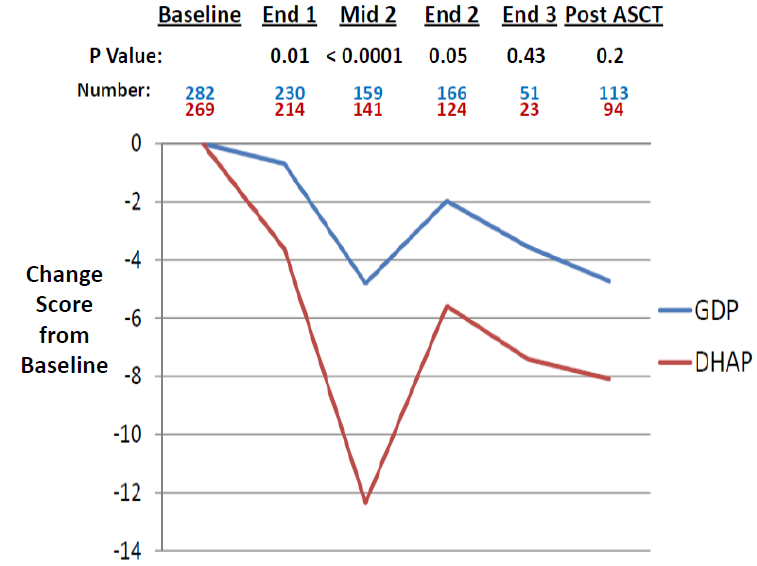 Baseline End 1 Mid 2 End 2 End 3 Post ASCT
P Value: 0.01 < 0.0001 0.05 0.43 0.2
Number: 282 230 159 166 51 113
269 214 141 124 23 94
0
-2
-4
-6
-8
-10
-12
-14
Change
Score
from
Baseline
GDP
DHAP